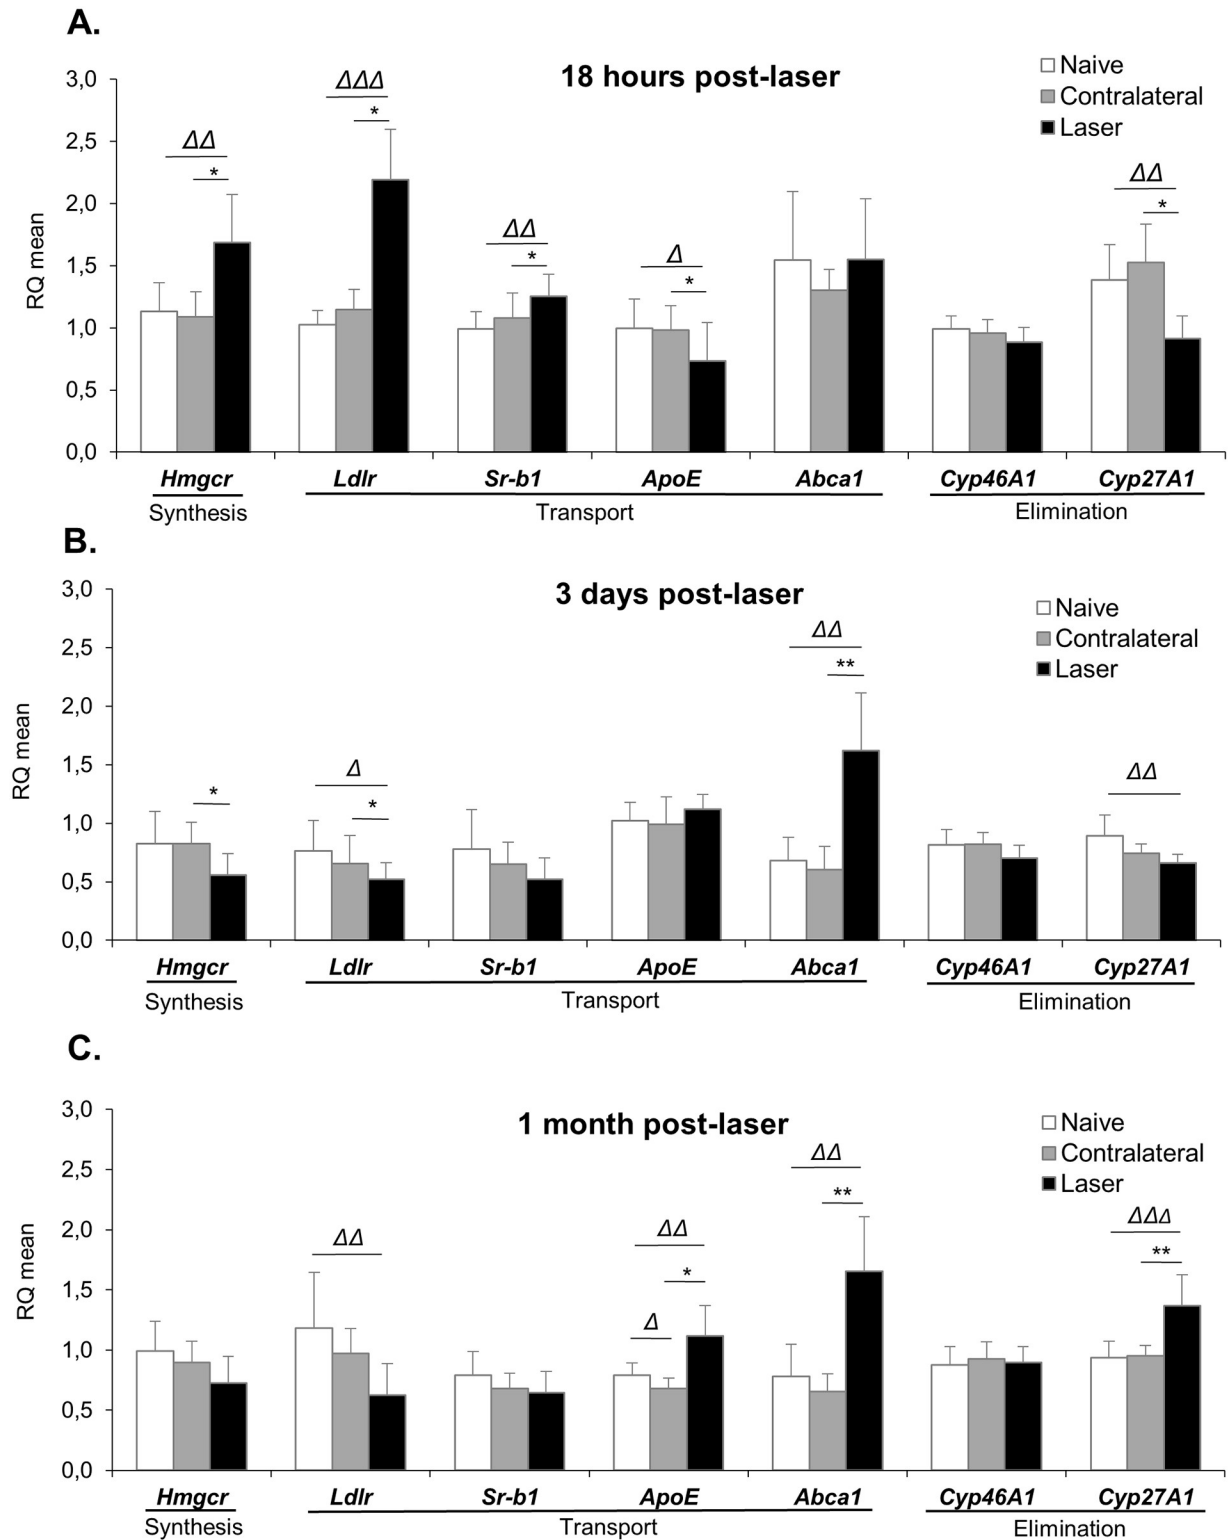 A.
18 hours post-laser
Naive
Contralateral
Laser
3,0
2,5
2,0
1,5
1,0
0,5
0,0
RQ mean
ΔΔ
*
ΔΔΔ
*
ΔΔ
*
Δ
*
ΔΔ
*
Hmgcr Ldlr Sr-b1 ApoE Abca1 Cyp46A1 Cyp27A1
Synthesis Transport Elimination
B.
3 days post-laser
Naive
Contralateral
Laser
3,0
2,5
2,0
1,5
1,0
0,5
0,0
RQ mean
*
Δ
*
ΔΔ
**
ΔΔ
Hmgcr Ldlr Sr-b1 ApoE Abca1 Cyp46A1 Cyp27A1
Synthesis Transport Elimination
C.
1 month post-laser
Naive
Contralateral
Laser
3,0
2,5
2,0
1,5
1,0
0,5
0,0
RQ mean
ΔΔ
ΔΔ
*
Δ
ΔΔ
**
ΔΔΔ
**
Hmgcr Ldlr Sr-b1 ApoE Abca1 Cyp46A1 Cyp27A1
Synthesis Transport Elimination